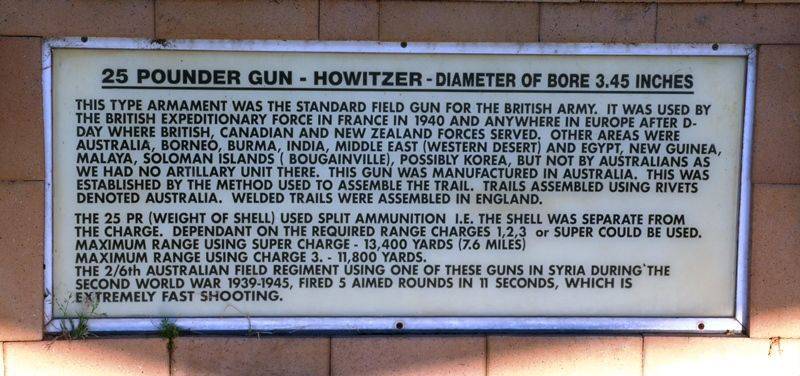 25 POUNDER GUN - HOWITZER - DIAMETER OF BORE 3.45 INCHES
THIS TYPE ARMAMENT WAS THE STANDARD FIELD GUN FOR THE BRITISH ARMY. IT WAS USED BY
THE BRITISH EXPEDITIONARY FORCE IN FRANCE IN 1940 AND ANYWHERE IN EUROPE AFTER D-
DAY WHERE BRITISH, CANADIAN AND NEW ZEALAND FORCES SERVED. OTHER AREAS WERE
AUSTRALIA, BORNEO, BURMA, INDIA, MIDDLE EAST (WESTERN DESERT) AND EGYPT, NEW GUINEA,
MALAYA, SOLOMAN ISLANDS ( BOUGAINVILLE), POSSIBLY KOREA, BUT NOT BY AUSTRALIANS AS
WE HAD NO ARTILLARY UNIT THERE. THIS GUN WAS MANUFACTURED IN AUSTRALIA. THIS WAS
ESTABLISHED BY THE METHOD USED TO ASSEMBLE THE TRAIL. TRAILS ASSEMBLED USING RIVETS
DENOTED AUSTRALIA. WELDED TRAILS WERE ASSEMBLED IN ENGLAND.
THE 25 PR (WEIGHT OF SHELL) USED SPLIT AMMUNITION I.E. THE SHELL WAS SEPARATE FROM
THE CHARGE. DEPENDANT ON THE REQUIRED RANGE CHARGES 1,2,3 or SUPER COULD BE USED.
MAXIMUM RANGE USING SUPER CHARGE - 13,400 YARDS (7.6 MILES)
MAXIMUM RANGE USING CHARGE 3. - 11,800 YARDS.
THE 2/6th AUSTRALIAN FIELD REGIMENT USING ONE OF THESE GUNS IN SYRIA DURING THE
SECOND WORLD WAR 1939-1945, FIRED 5 AIMED ROUNDS IN 11 SECONDS, WHICH IS
EXTREMELY FAST SHOOTING.